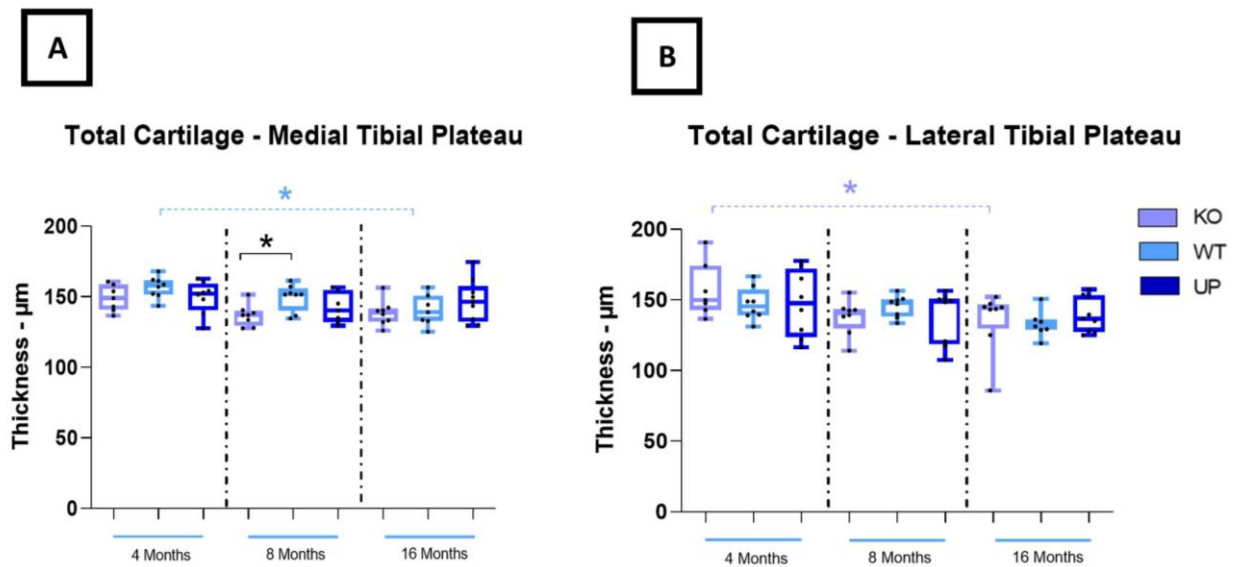 A
Total Cartilage - Medial Tibial Plateau
*
*
Thickness - µm
200
150
100
50
0
4 Months
8 Months
16 Months
B
Total Cartilage - Lateral Tibial Plateau
*
Thickness - µm
200
150
100
50
0
4 Months
8 Months
16 Months
KO
WT
UP